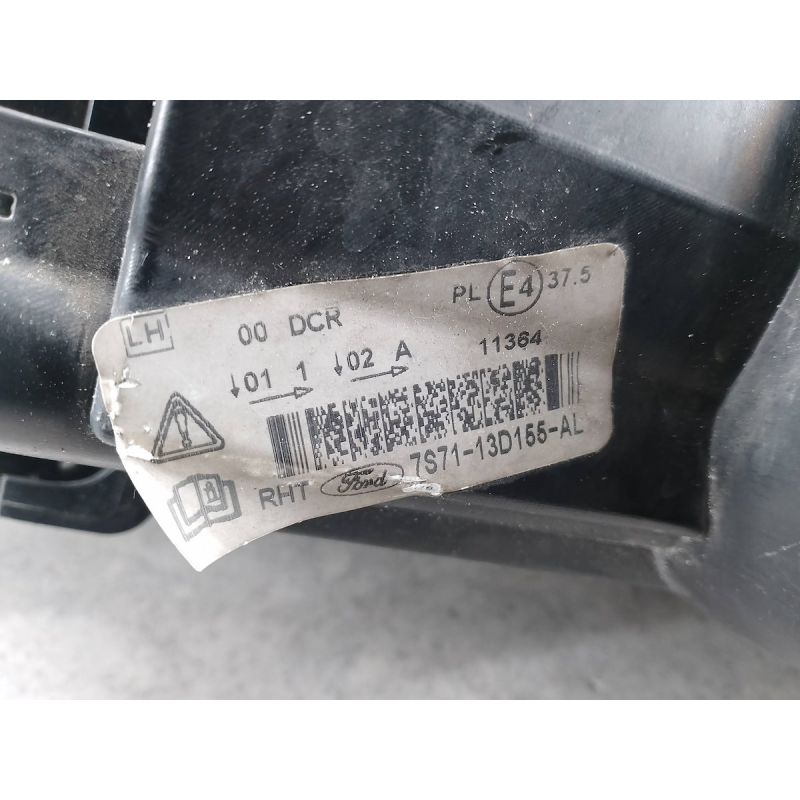 LH
00 DCR
PL E4 37.5
↓01 1→ ↓02 A→
11364
RHT Ford 7S71-13D155-AL